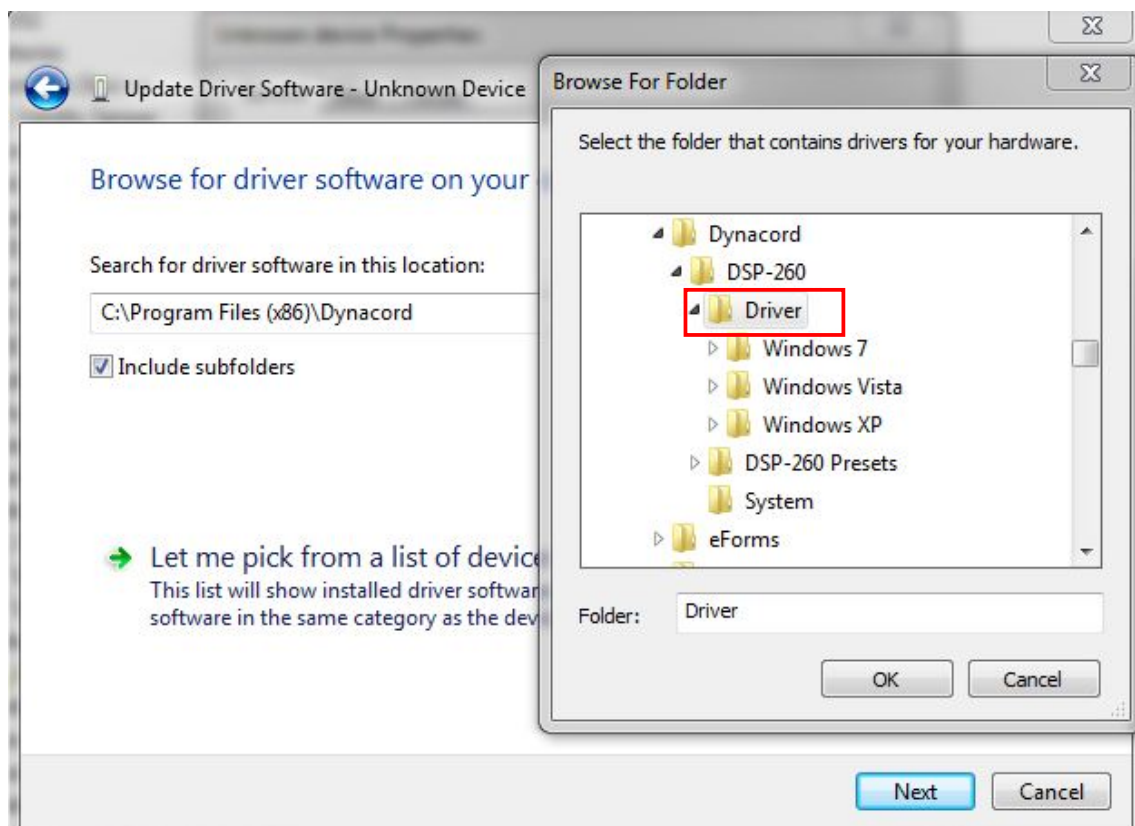 Update Driver Software - Unknown Device
Browse for driver software on your
Search for driver software in this location:
C:\Program Files (x86)\Dynacord
Include subfolders
Let me pick from a list of device
This list will show installed driver softwar
software in the same category as the dev
Browse For Folder
Select the folder that contains drivers for your hardware.
Dynacord
DSP-260
Driver
Windows 7
Windows Vista
Windows XP
DSP-260 Presets
System
eForms
Folder: Driver
OK Cancel
Next Cancel